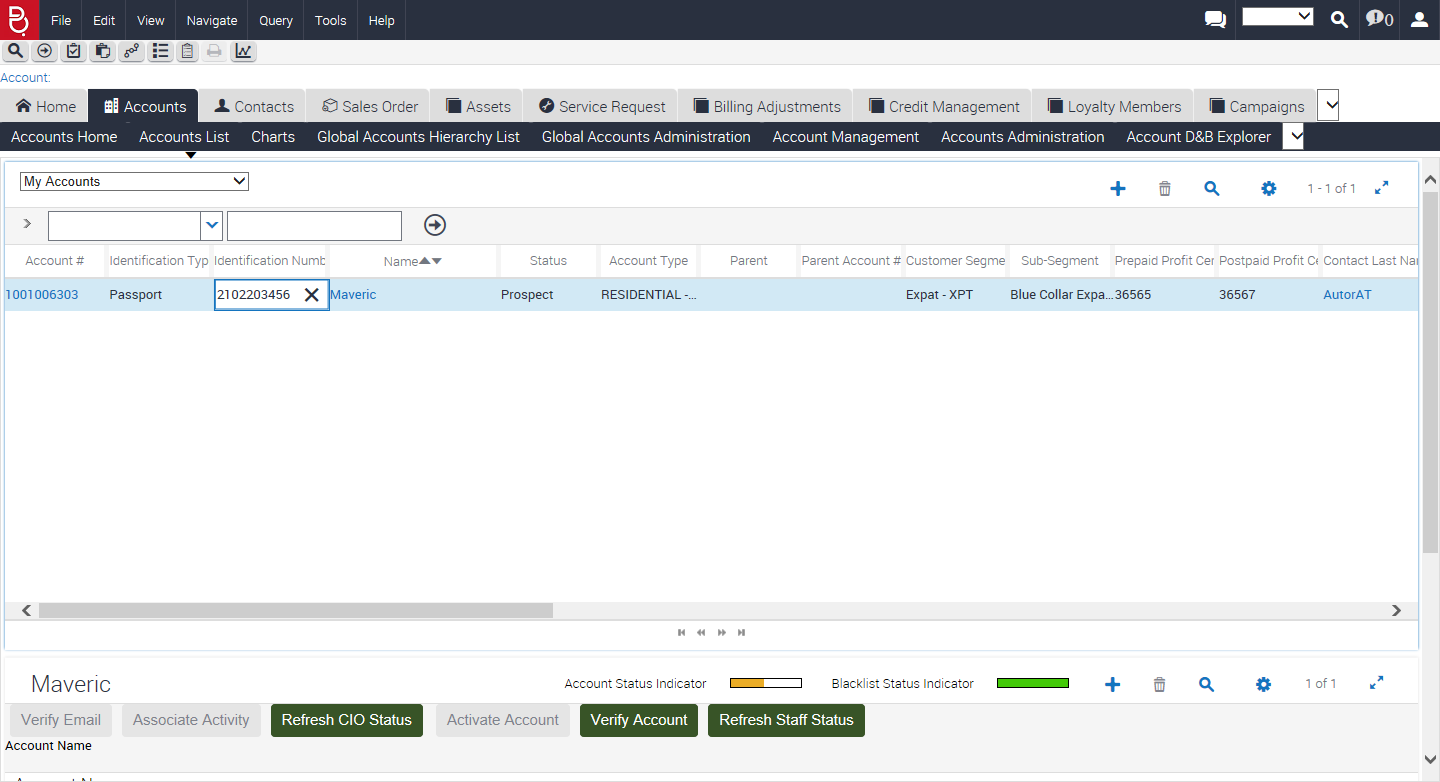 File Edit View Navigate Query Tools Help 0
Account:
Home Accounts Contacts Sales Order Assets Service Request Billing Adjustments Credit Management Loyalty Members Campaigns
Accounts Home Accounts List Charts Global Accounts Hierarchy List Global Accounts Administration Account Management Accounts Administration Account D&B Explorer
My Accounts 1 - 1 of 1
Account # Identification Typ Identification Numb Name Status Account Type Parent Parent Account # Customer Segme Sub-Segment Prepaid Profit Cer Postpaid Profit Ce Contact Last Nar
1001006303 Passport 2102203456 Maveric Prospect RESIDENTIAL -... Expat - XPT Blue Collar Expa... 36565 36567 AutorAT
Maveric Account Status Indicator Blacklist Status Indicator 1 of 1
Verify Email Associate Activity Refresh CIO Status Activate Account Verify Account Refresh Staff Status
Account Name